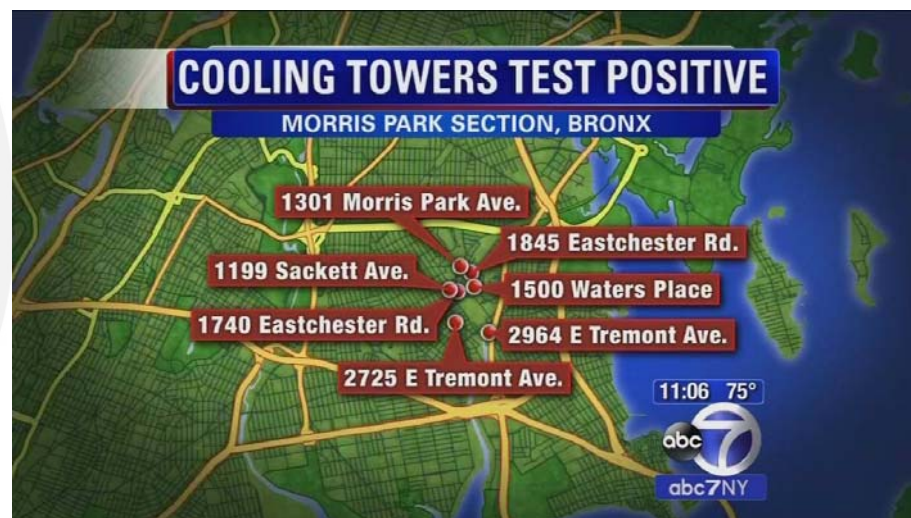 COOLING TOWERS TEST POSITIVE
MORRIS PARK SECTION, BRONX
1301 Morris Park Ave.
1845 Eastchester Rd.
1199 Sackett Ave.
1500 Waters Place
1740 Eastchester Rd.
2964 E Tremont Ave.
2725 E Tremont Ave.
11:06 75°
abc 7
abc7NY